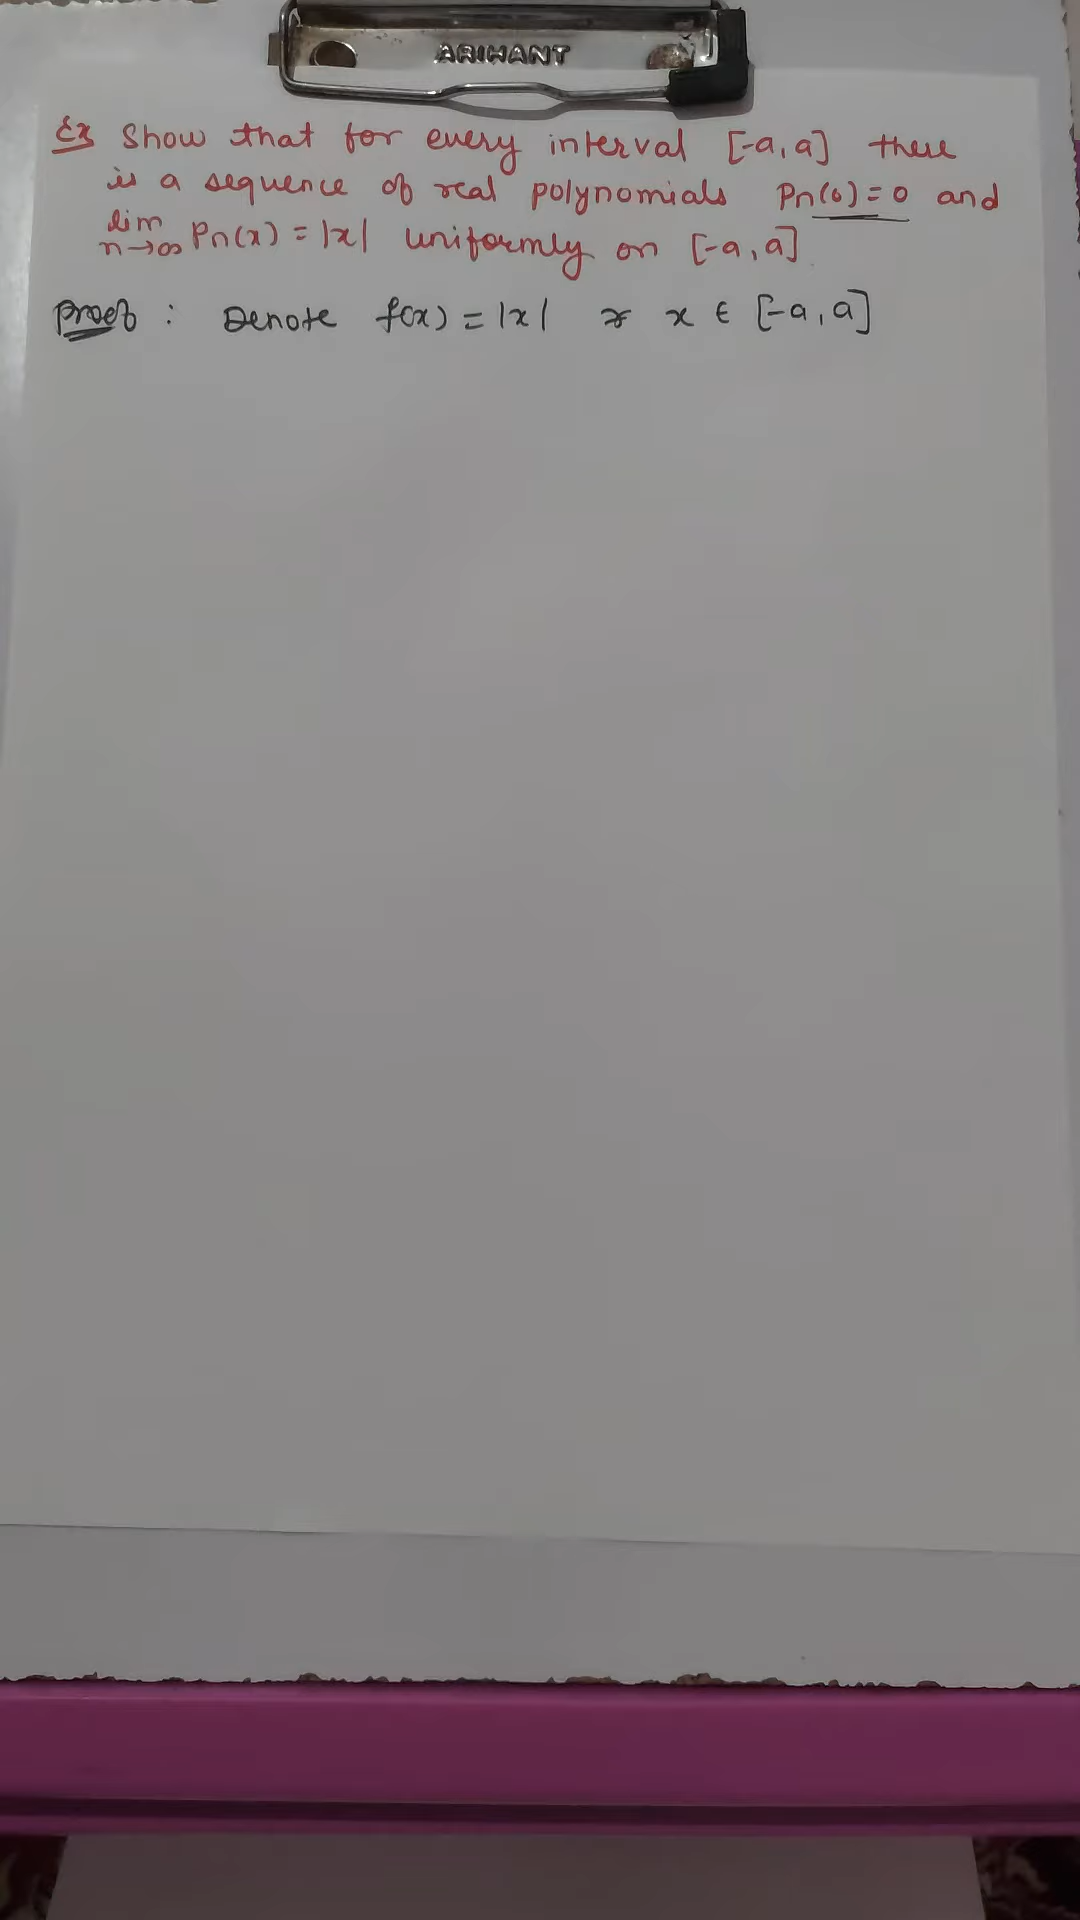 ARIHANT
Ex Show that for every interval [-a, a] there
is a sequence of real polynomials Pn(0) = 0 and
lim n→∞ Pn(x) = |x| uniformly on [-a, a]
Proof : Denote f(x) = |x| x ∈ [-a, a]